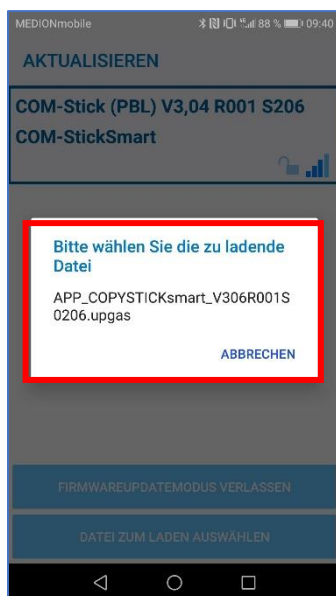 MEDIONmobile 88 % 09:40
AKTUALISIEREN
COM-Stick (PBL) V3,04 R001 S206
COM-StickSmart
Bitte wählen Sie die zu ladende
Datei
APP_COPYSTICKsmart_V306R001S
0206.upgas
ABBRECHEN
FIRMWAREUPDATEMODUS VERLASSEN
DATEI ZUM LADEN AUSWÄHLEN